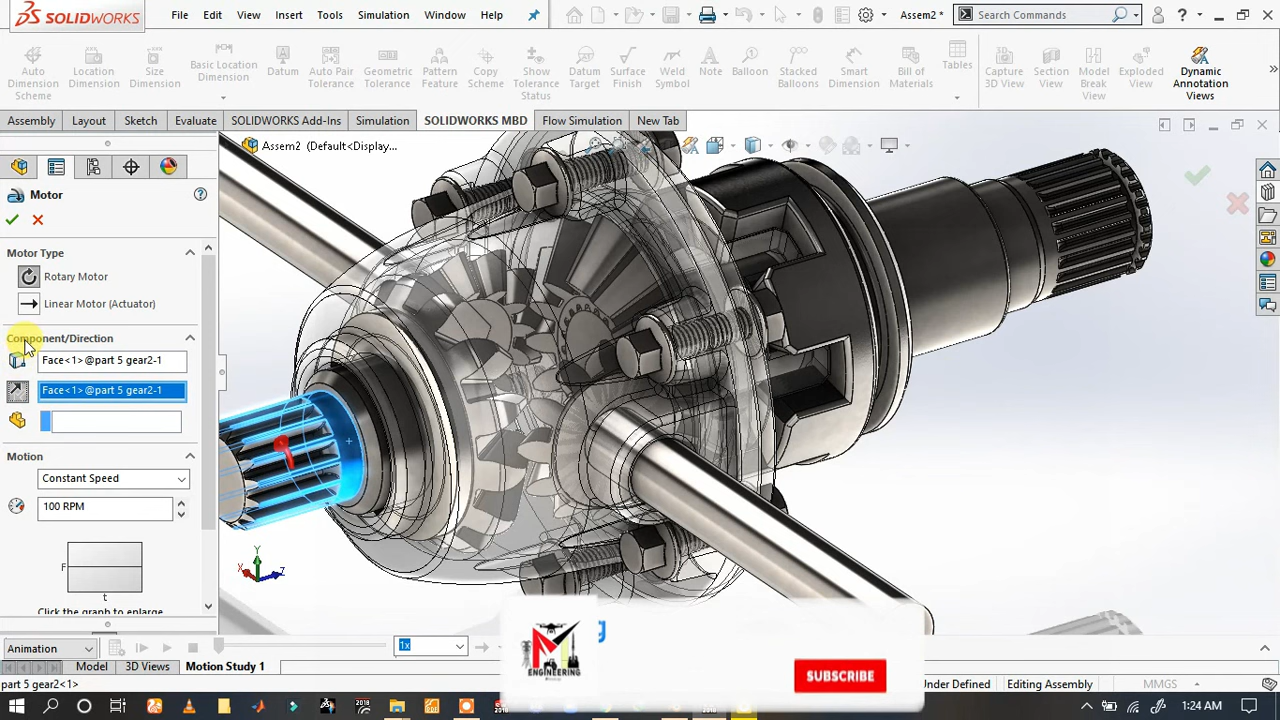 SOLIDWORKS
File Edit View Insert Tools Simulation Window Help
Assem2 *
Search Commands
Auto Dimension Scheme
Location Dimension
Size Dimension
Basic Location Dimension
Datum
Auto Pair Tolerance
Geometric Tolerance
Pattern Feature
Copy Scheme
Show Tolerance Status
Datum Target
Surface Finish
Weld Symbol
Note
Balloon
Stacked Balloons
Smart Dimension
Bill of Materials
Tables
Capture 3D View
Section View
Model Break View
Exploded View
Dynamic Annotation Views
Assembly Layout Sketch Evaluate SOLIDWORKS Add-Ins Simulation SOLIDWORKS MBD Flow Simulation New Tab
Assem2 (Default<Display...
Motor
Motor Type
Rotary Motor
Linear Motor (Actuator)
Component/Direction
Face<1>@part 5 gear2-1
Face<1>@part 5 gear2-1
Motion
Constant Speed
100 RPM
F
t
Click the graph to enlarge
Y
X
Z
Animation
1x
Model 3D Views Motion Study 1
part 5 gear2<1>
Under Defined Editing Assembly MMGS
g
M
ENGINEERING
SUBSCRIBE
1:24 AM